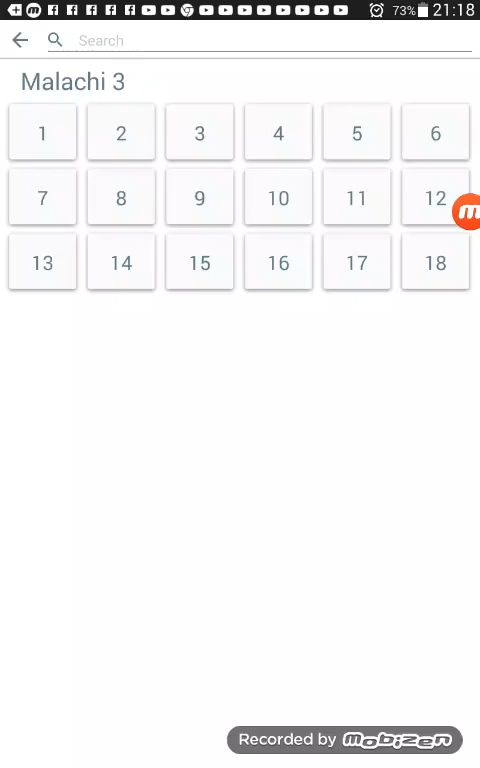 73% 21:18
Search
Malachi 3
1 2 3 4 5 6
7 8 9 10 11 12
13 14 15 16 17 18
Recorded by Mobizen